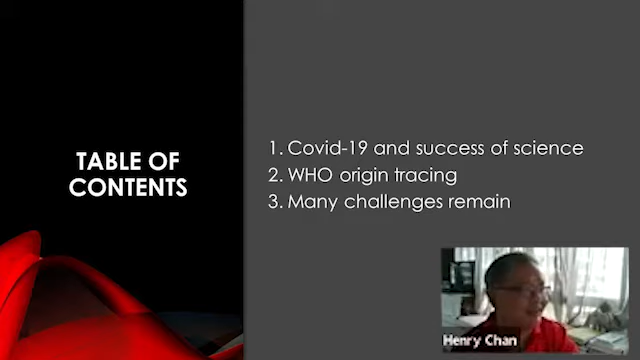 TABLE OF
CONTENTS
1. Covid-19 and success of science
2. WHO origin tracing
3. Many challenges remain
Henry Chan